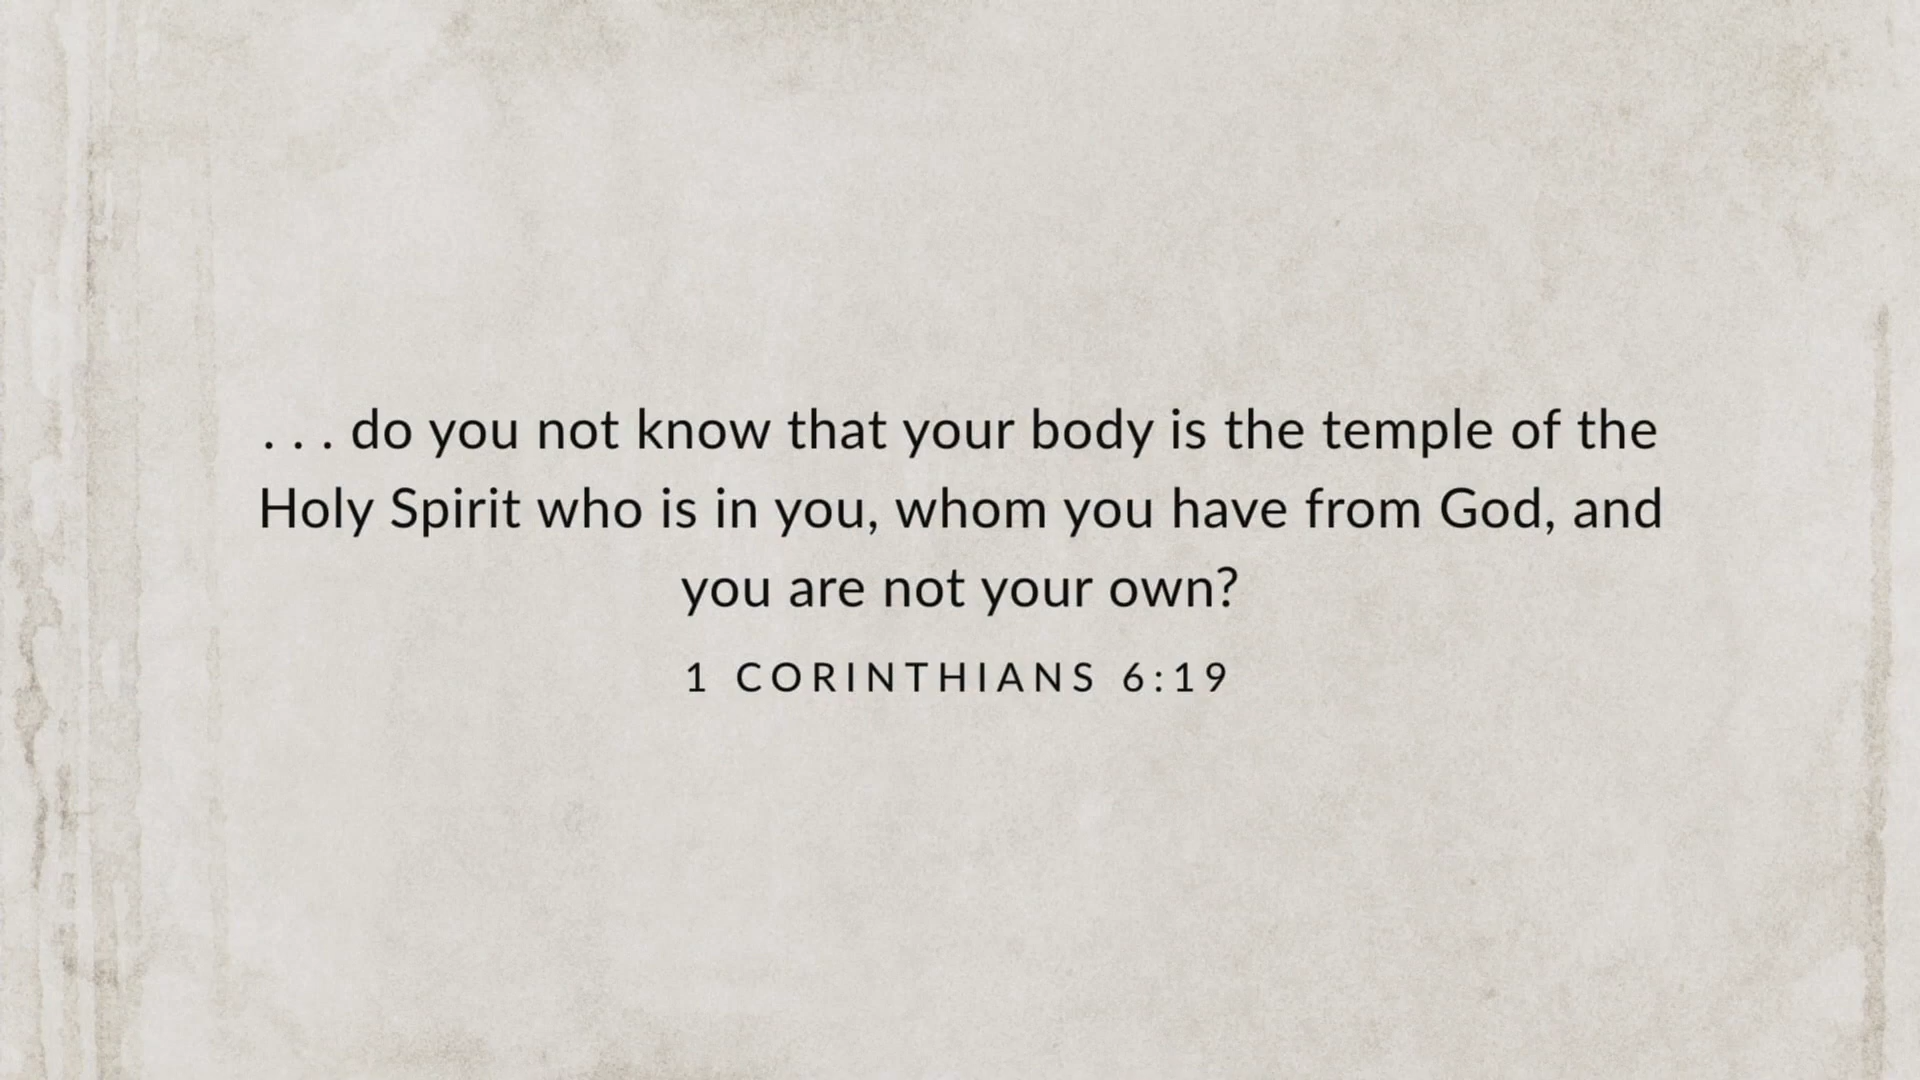 . . . do you not know that your body is the temple of the
Holy Spirit who is in you, whom you have from God, and
you are not your own?
1 CORINTHIANS 6:19